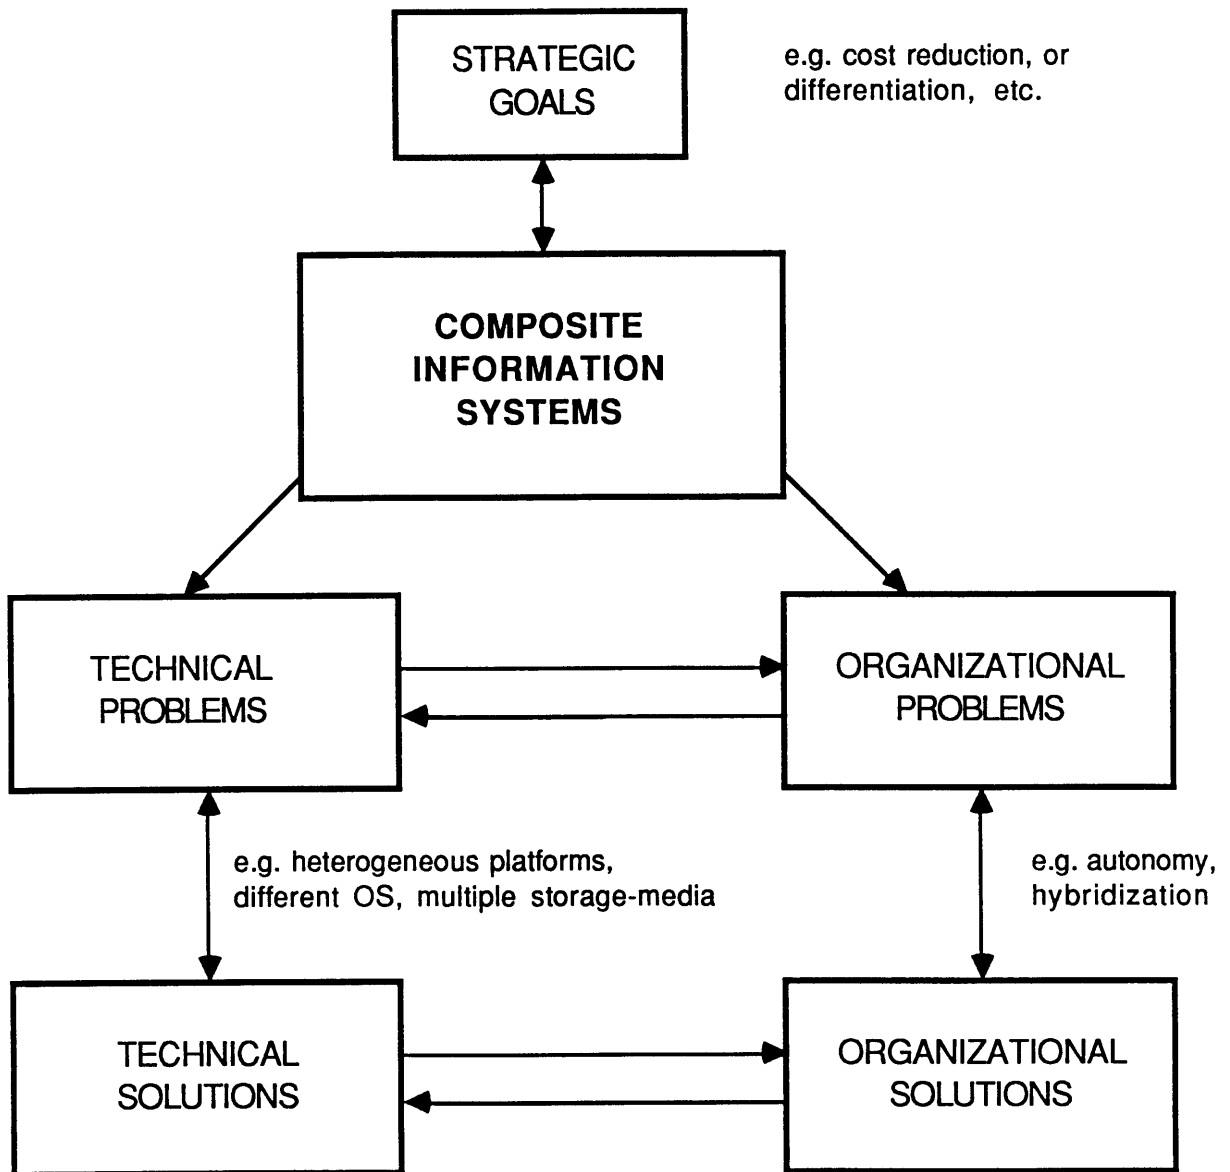 STRATEGIC
GOALS
e.g. cost reduction, or
differentiation, etc.
COMPOSITE
INFORMATION
SYSTEMS
TECHNICAL
PROBLEMS
ORGANIZATIONAL
PROBLEMS
e.g. heterogeneous platforms,
different OS, multiple storage-media
e.g. autonomy,
hybridization
TECHNICAL
SOLUTIONS
ORGANIZATIONAL
SOLUTIONS